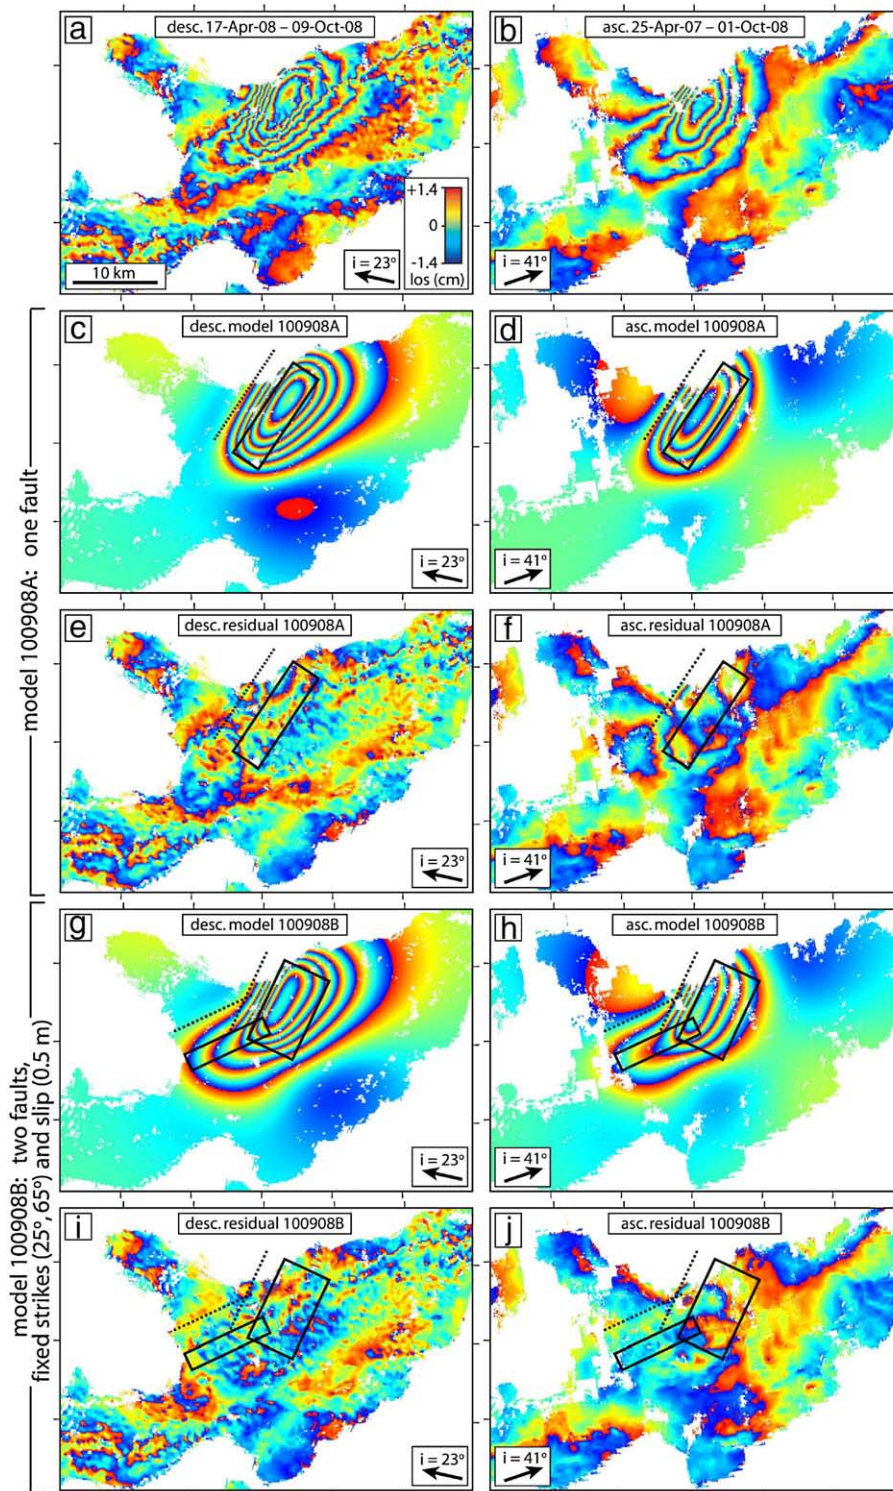 a
desc. 17-Apr-08 – 09-Oct-08
+1.4
0
-1.4
los (cm)
10 km
i = 23°
b
asc. 25-Apr-07 – 01-Oct-08
i = 41°
model 100908A: one fault
c
desc. model 100908A
i = 23°
d
asc. model 100908A
i = 41°
e
desc. residual 100908A
i = 23°
f
asc. residual 100908A
i = 41°
model 100908B: two faults,
fixed strikes (25°, 65°) and slip (0.5 m)
g
desc. model 100908B
i = 23°
h
asc. model 100908B
i = 41°
i
desc. residual 100908B
i = 23°
j
asc. residual 100908B
i = 41°